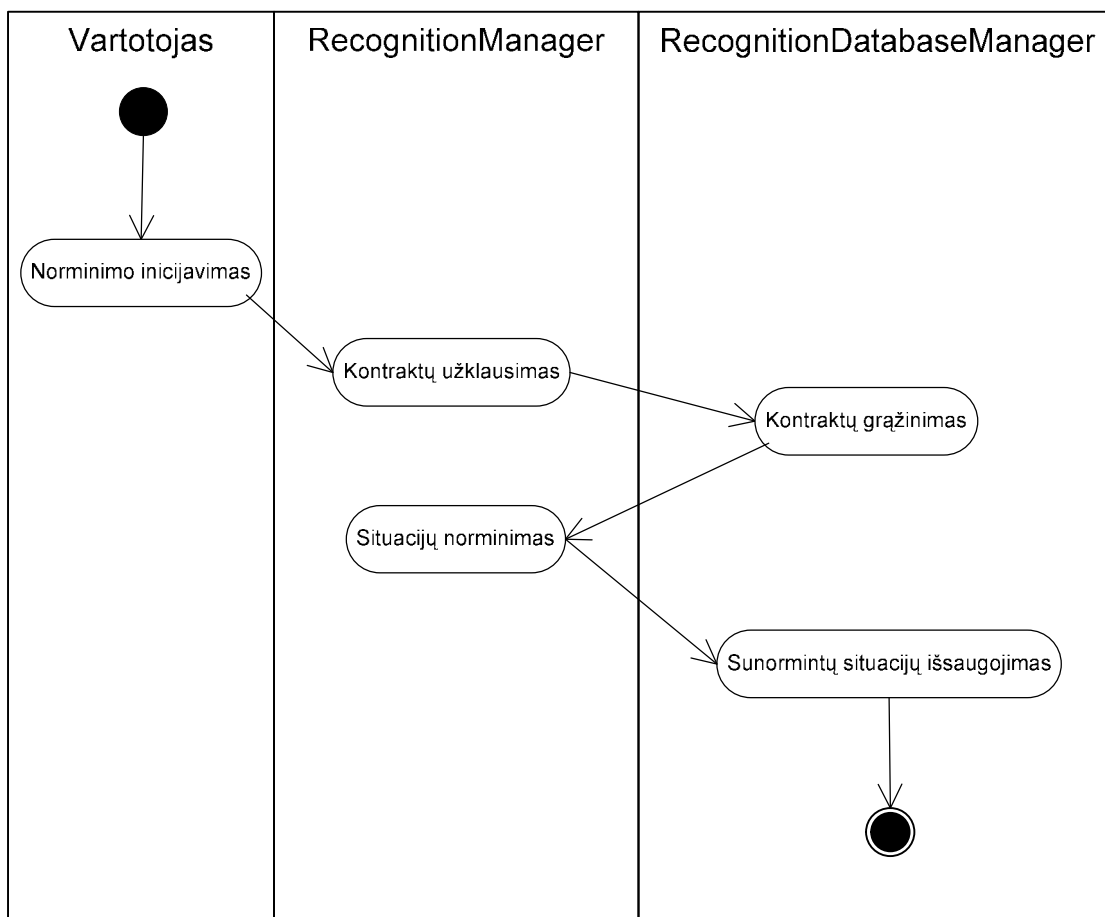 Vartotojas
RecognitionManager
RecognitionDatabaseManager
Norminimo inicijavimas
Kontraktų užklausimas
Kontraktų grąžinimas
Situacijų norminimas
Sunormintų situacijų išsaugojimas